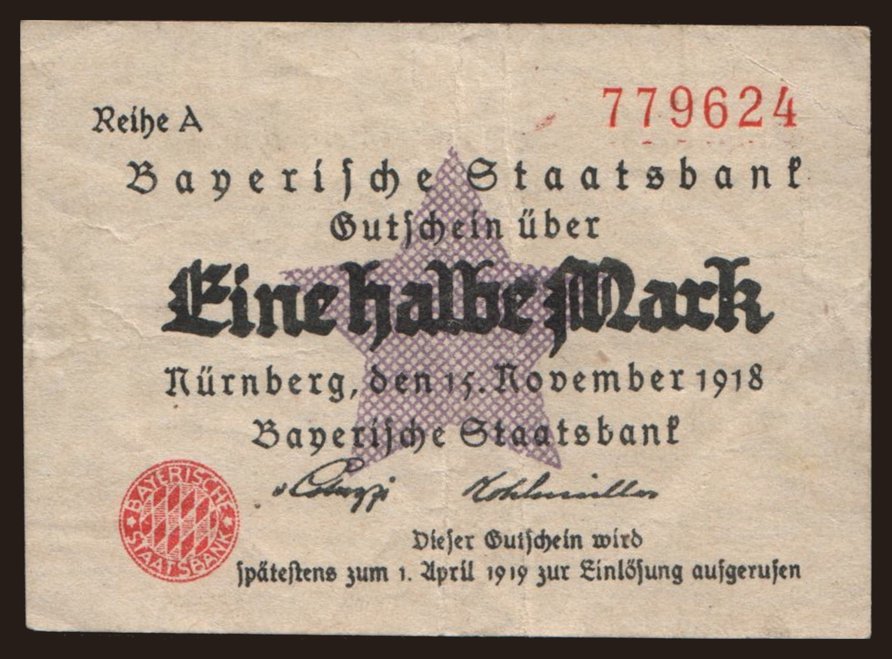 Reihe A
779624
Bayerische Staatsbank
Gutschein über
Eine halbe Mark
Nürnberg, den 15. November 1918
Bayerische Staatsbank
BAYERISCHE
STAATSBANK
Dieser Gutschein wird
spätestens zum 1. April 1919 zur Einlösung aufgerufen